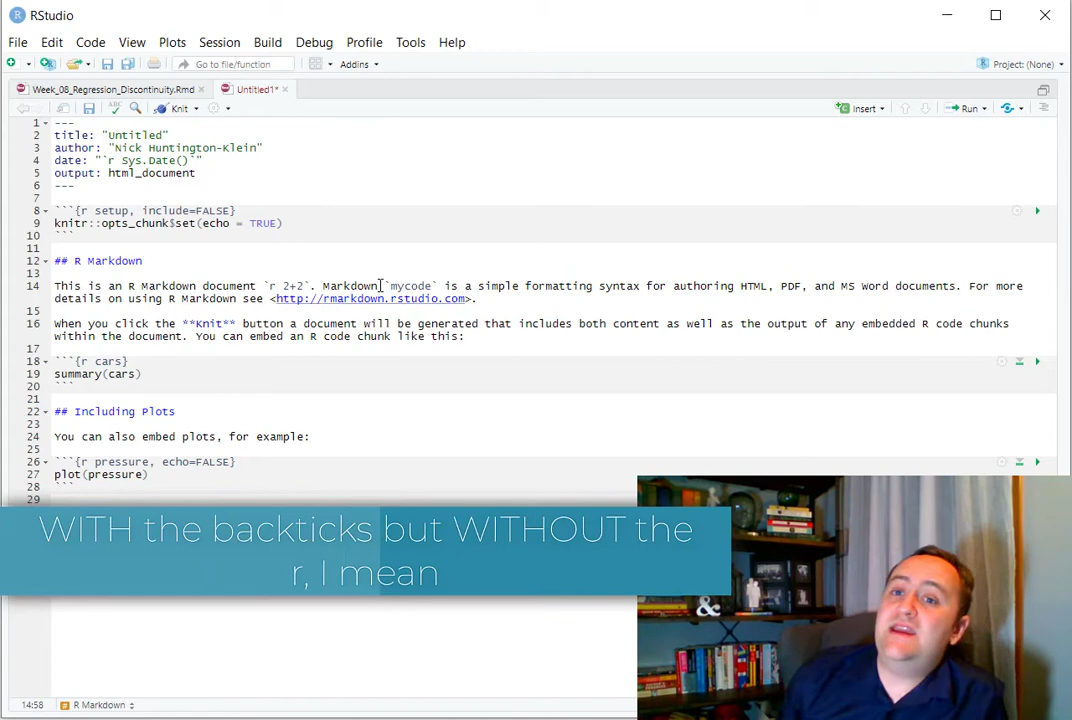 RStudio
File Edit Code View Plots Session Build Debug Profile Tools Help
Go to file/function Addins Project: (None)
Week_08_Regression_Discontinuity.Rmd × Untitled1* ×
ABC Knit Insert Run
1 ---
2 title: "Untitled"
3 author: "Nick Huntington-Klein"
4 date: "`r Sys.Date()`"
5 output: html_document
6 ---
7
8 ```{r setup, include=FALSE}
9 knitr::opts_chunk$set(echo = TRUE)
10 ```
11
12 ## R Markdown
13
14 This is an R Markdown document `r 2+2`. Markdown `mycode` is a simple formatting syntax for authoring HTML, PDF, and MS Word documents. For more
details on using R Markdown see <http://rmarkdown.rstudio.com>.
15
16 When you click the **Knit** button a document will be generated that includes both content as well as the output of any embedded R code chunks
within the document. You can embed an R code chunk like this:
17
18 ```{r cars}
19 summary(cars)
20 ```
21
22 ## Including Plots
23
24 You can also embed plots, for example:
25
26 ```{r pressure, echo=FALSE}
27 plot(pressure)
28 ```
29
WITH the backticks but WITHOUT the
r, I mean
&
14:58 R Markdown